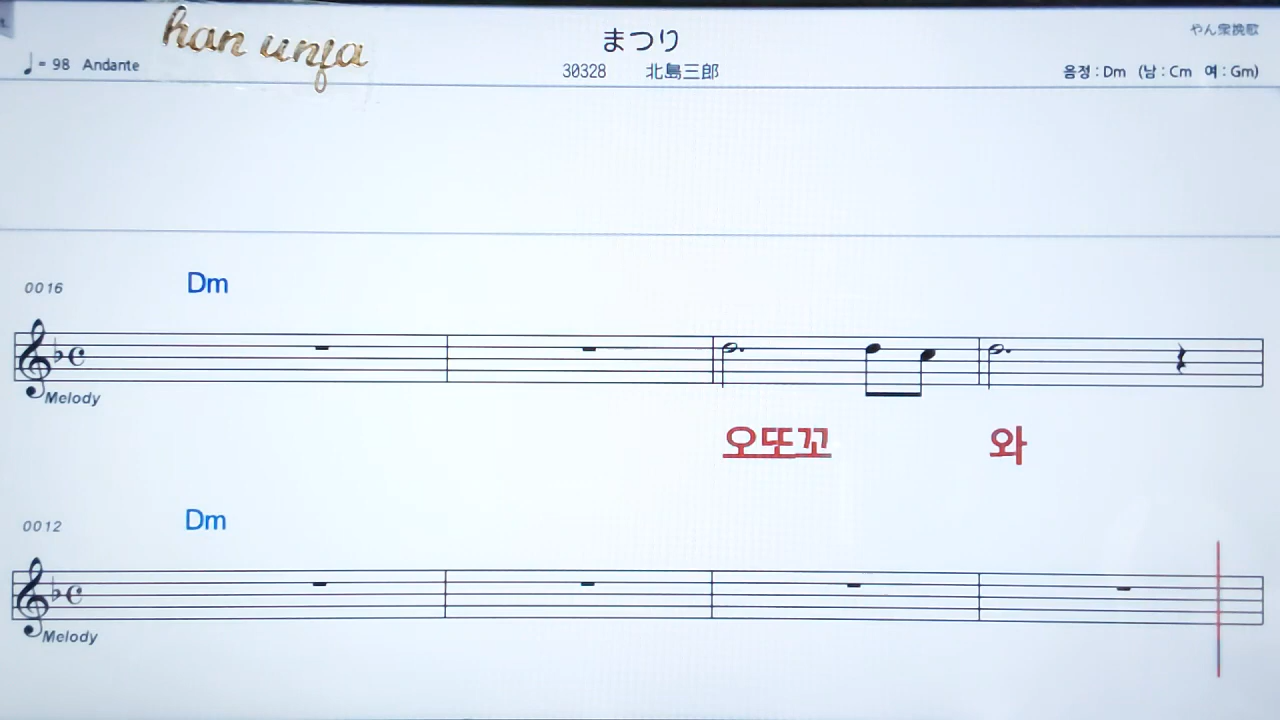 han unja
まつり
やん衆挽歌
♩= 98 Andante
30328 北島三郎
음정 : Dm (남 : Cm 여 : Gm)
0016 Dm
Melody
오또꼬 와
0012 Dm
Melody